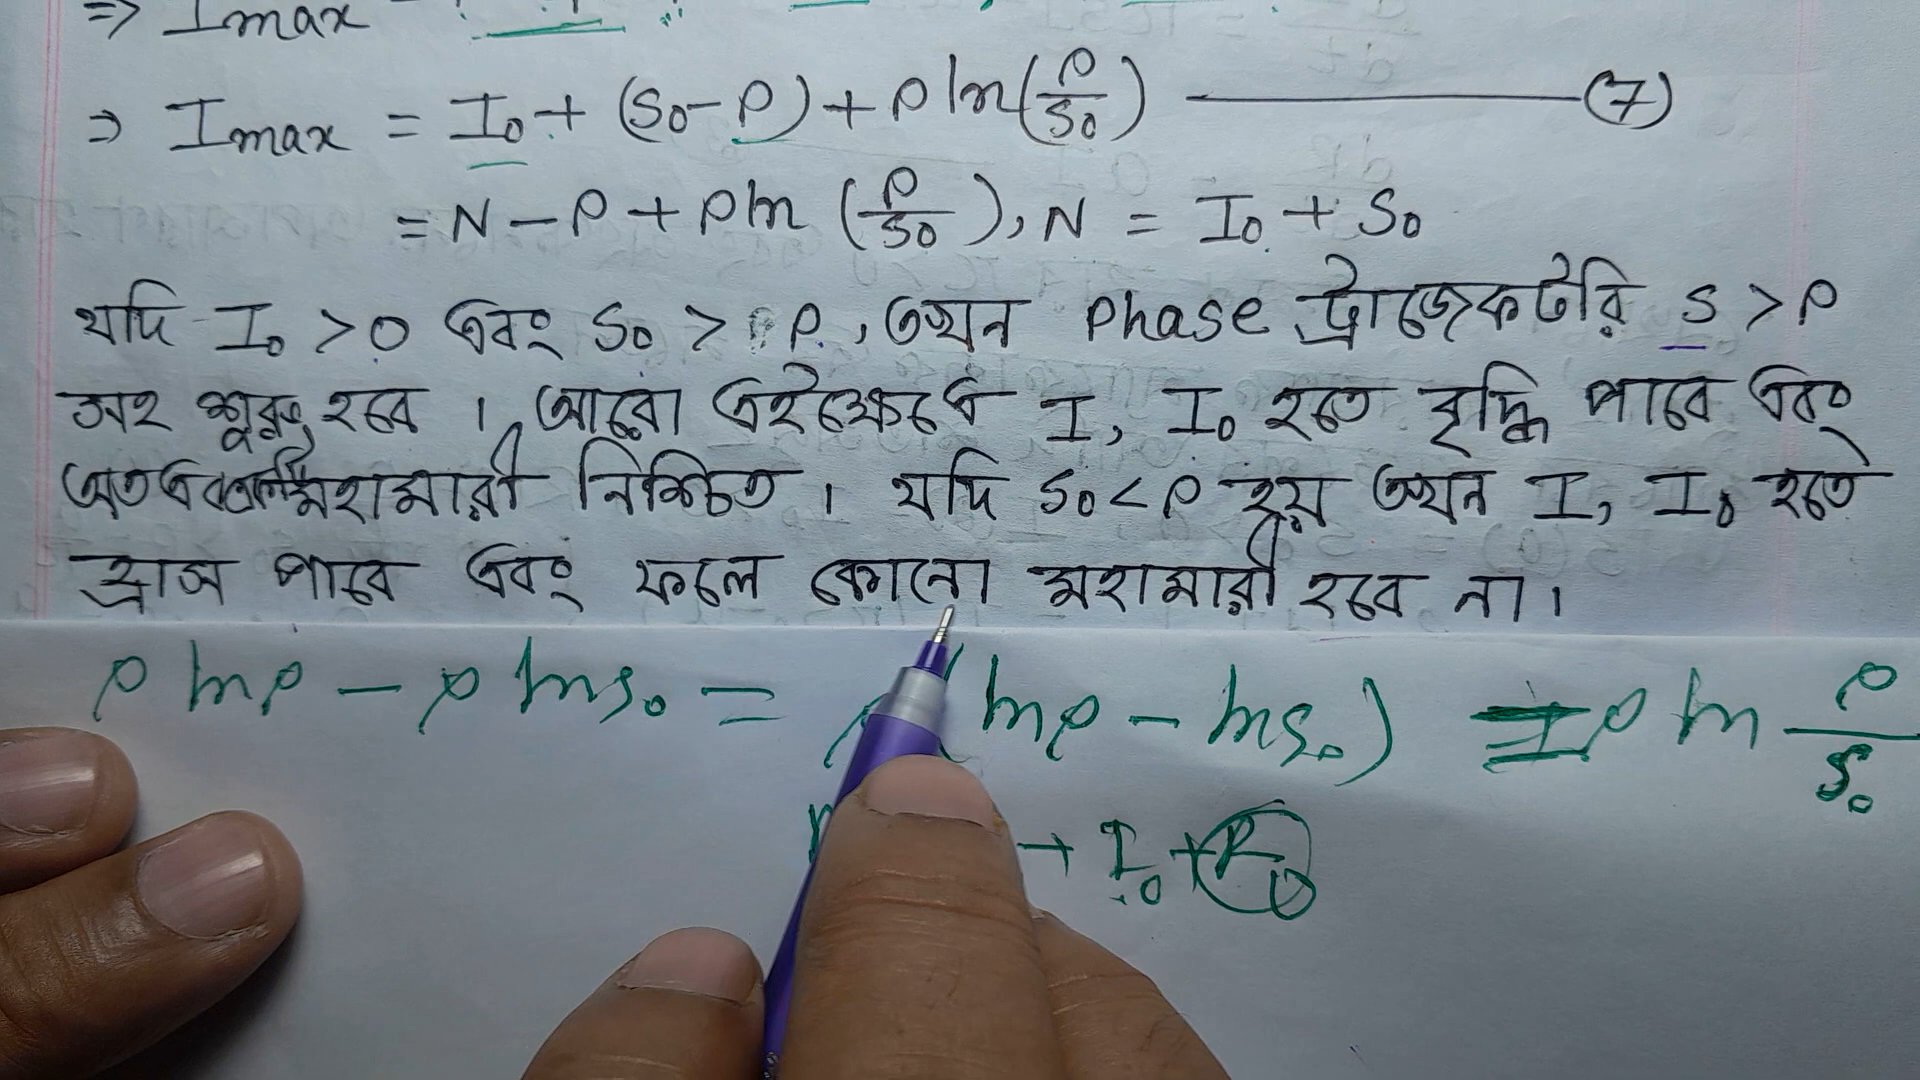 ⇒ Imax
⇒ Imax = I₀ + (S₀-ρ) + ρ ln(ρ/S₀) ——— (7)
= N - ρ + ρ ln (ρ/S₀), N = I₀ + S₀
যদি I₀ > 0 এবং S₀ > ρ, তখন Phase ট্রাজেকটরি S > ρ
সহ শুরু হবে । আরো এইক্ষেত্রে I, I₀ হতে বৃদ্ধি পাবে এবং
মহামারী নিশ্চিত । যদি S₀ < ρ হয় তখন I, I₀ হতে
হ্রাস পাবে এবং ফলে কোনো মহামারী হবে না ।
ρ lnρ - ρ lnS₀ = (lnρ - lnS₀) = ρ ln ρ/S₀
+ I₀ +